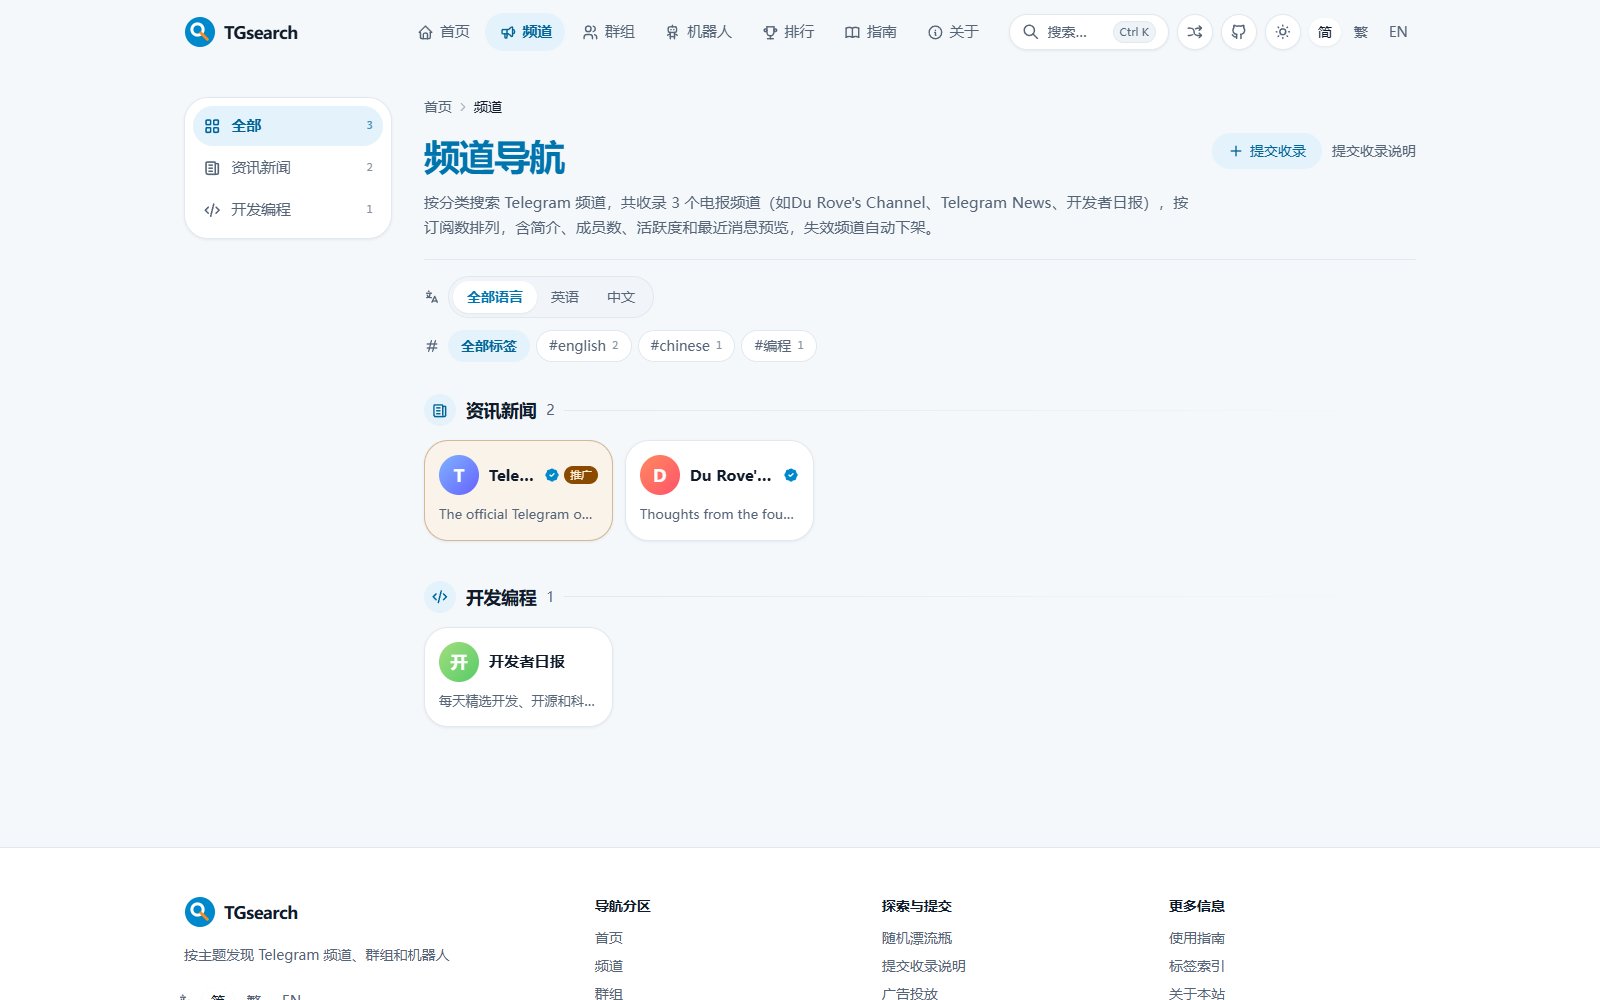 TGsearch
首页
频道
群组
机器人
排行
指南
关于
搜索...
Ctrl K
简
繁
EN
全部 3
资讯新闻 2
开发编程 1
首页 > 频道
频道导航
提交收录
提交收录说明
按分类搜索 Telegram 频道，共收录 3 个电报频道（如Du Rove's Channel、Telegram News、开发者日报），按
订阅数排列，含简介、成员数、活跃度和最近消息预览，失效频道自动下架。
全部语言 英语 中文
# 全部标签 #english 2 #chinese 1 #编程 1
资讯新闻 2
T Tele... 推广
The official Telegram o...
D Du Rove'...
Thoughts from the fou...
开发编程 1
开 开发者日报
每天精选开发、开源和科...
TGsearch
按主题发现 Telegram 频道、群组和机器人
简 繁 EN
导航分区
首页
频道
群组
探索与提交
随机漂流瓶
提交收录说明
广告投放
更多信息
使用指南
标签索引
关于本站